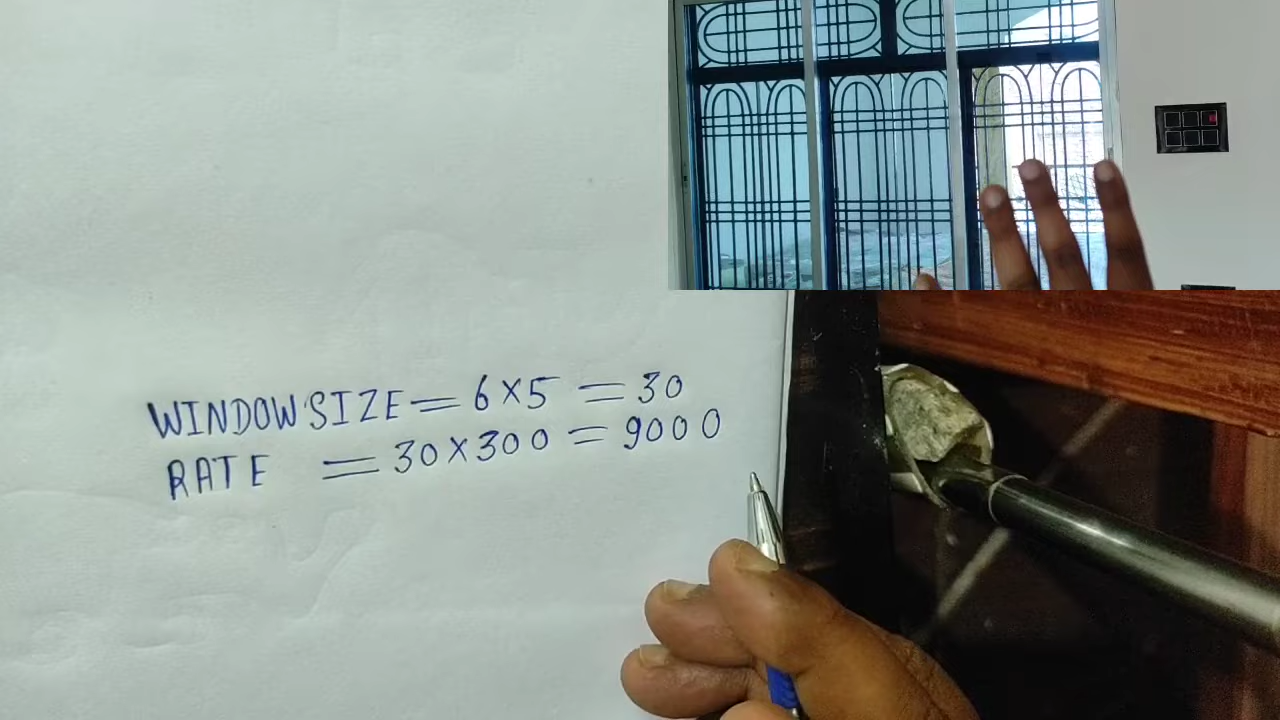 WINDOW SIZE = 6 × 5 = 30
RATE = 30 × 300 = 9000